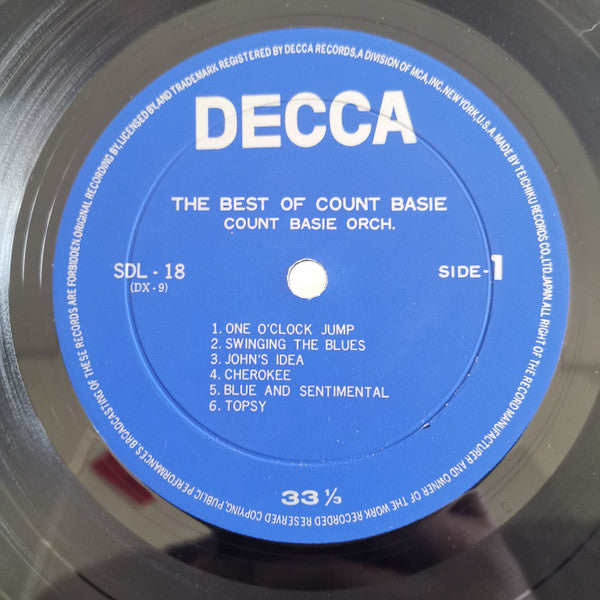 REGISTERED BY DECCA RECORDS, A DIVISION OF MCA, INC. NEW YORK, U.S.A. MADE BY TEICHIKU RECORDS CO., LTD. JAPAN. ALL RIGHT OF THE RECORD MANUFACTURER AND OWNER OF THE WORK RECORDED RESERVED COPYING, PUBLIC PERFORMANCES BROADCASTING OF THESE RECORDS ARE FORBIDDEN. ORIGINAL RECORDING BY, LICENSED BY, AND TRADEMARK
DECCA
THE BEST OF COUNT BASIE
COUNT BASIE ORCH.
SDL - 18
(DX - 9)
SIDE-1
1. ONE O'CLOCK JUMP
2. SWINGING THE BLUES
3. JOHN'S IDEA
4. CHEROKEE
5. BLUE AND SENTIMENTAL
6. TOPSY
33 ⅓